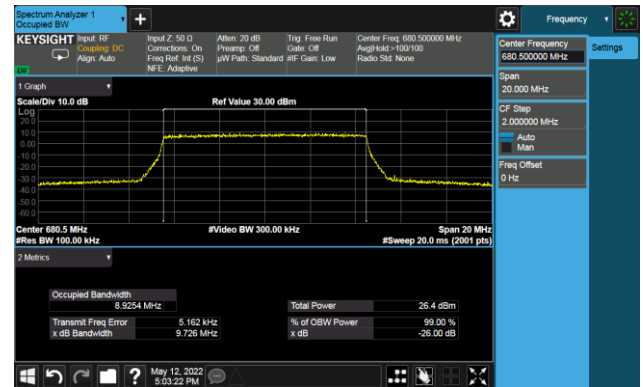 Spectrum Analyzer 1
Occupied BW
Frequency
KEYSIGHT
Input: RF
Coupling: DC
Align: Auto
Input Z: 50 Ω
Corrections: On
Freq Ref: Int (S)
NFE: Adaptive
Atten: 20 dB
Preamp: Off
µW Path: Standard
Trig: Free Run
Gate: Off
#IF Gain: Low
Center Freq: 680.500000 MHz
Avg|Hold:>100/100
Radio Std: None
Center Frequency
680.500000 MHz
Settings
Span
20.000 MHz
CF Step
2.000000 MHz
Auto
Man
Freq Offset
0 Hz
1 Graph
Scale/Div 10.0 dB
Ref Value 30.00 dBm
Log
20.0
10.0
0.00
-10.0
-20.0
-30.0
-40.0
-50.0
-60.0
Center 680.5 MHz
#Video BW 300.00 kHz
Span 20 MHz
#Res BW 100.00 kHz
#Sweep 20.0 ms (2001 pts)
2 Metrics
Occupied Bandwidth
8.9254 MHz
Total Power 26.4 dBm
Transmit Freq Error 5.162 kHz
% of OBW Power 99.00 %
x dB Bandwidth 9.726 MHz
x dB -26.00 dB
May 12, 2022
5:03:22 PM